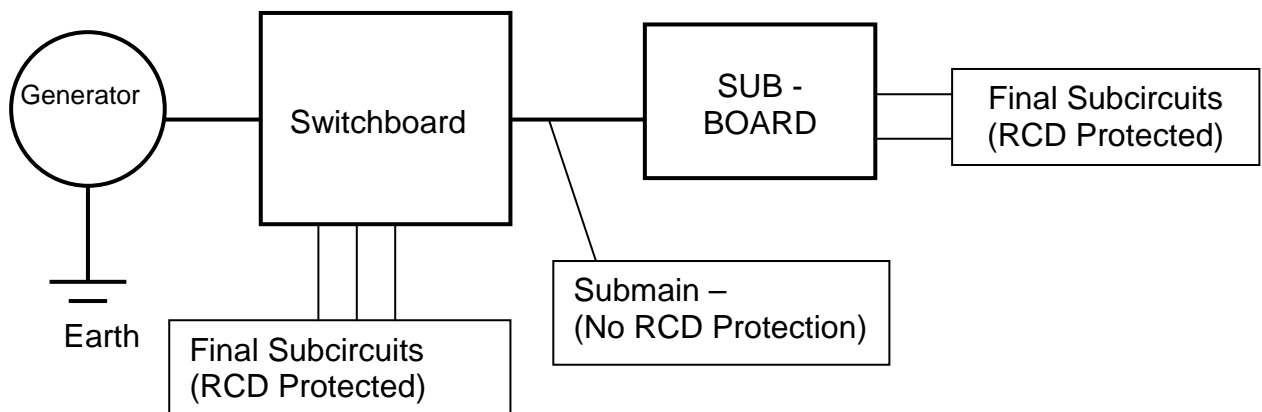 Generator
Switchboard
SUB -
BOARD
Final Subcircuits
(RCD Protected)
Submain –
(No RCD Protection)
Earth
Final Subcircuits
(RCD Protected)